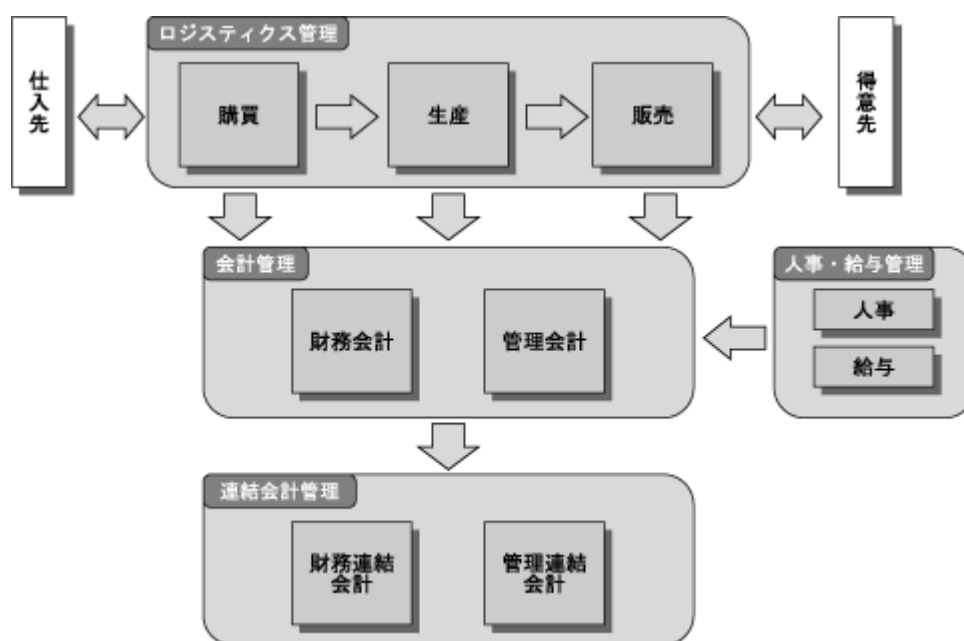 ロジスティクス管理
仕入先
購買
生産
販売
得意先
会計管理
財務会計
管理会計
人事・給与管理
人事
給与
連結会計管理
財務連結
会計
管理連結
会計